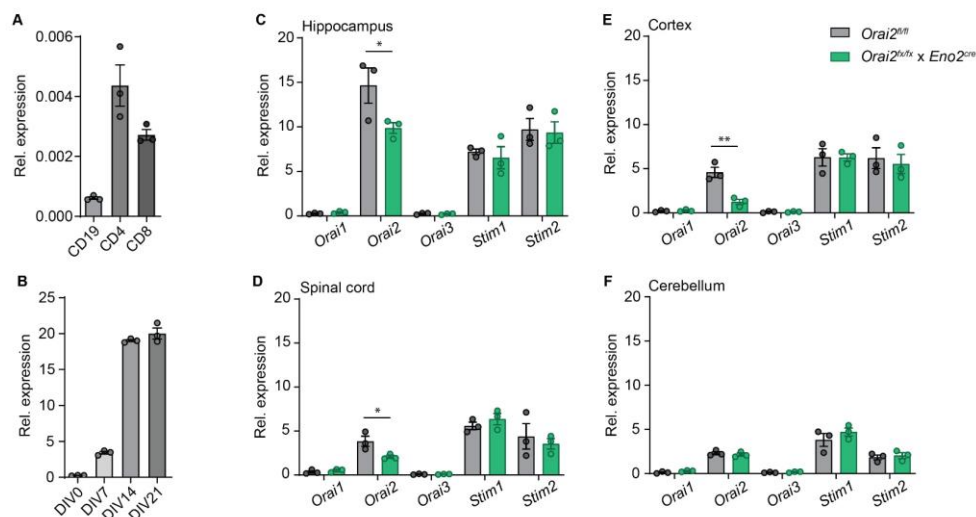 A
Rel. expression
0.006
0.004
0.002
0.000
CD19
CD4
CD8
B
Rel. expression
25
20
15
10
5
0
DIV0
DIV7
DIV14
DIV21
C
Hippocampus
Rel. expression
20
15
10
5
0
*
Orai1
Orai2
Orai3
Stim1
Stim2
D
Spinal cord
Rel. expression
20
15
10
5
0
*
Orai1
Orai2
Orai3
Stim1
Stim2
E
Cortex
Rel. expression
20
15
10
5
0
**
Orai1
Orai2
Orai3
Stim1
Stim2
Orai2fl/fl
Orai2fx/fx x Eno2cre
F
Cerebellum
Rel. expression
20
15
10
5
0
Orai1
Orai2
Orai3
Stim1
Stim2